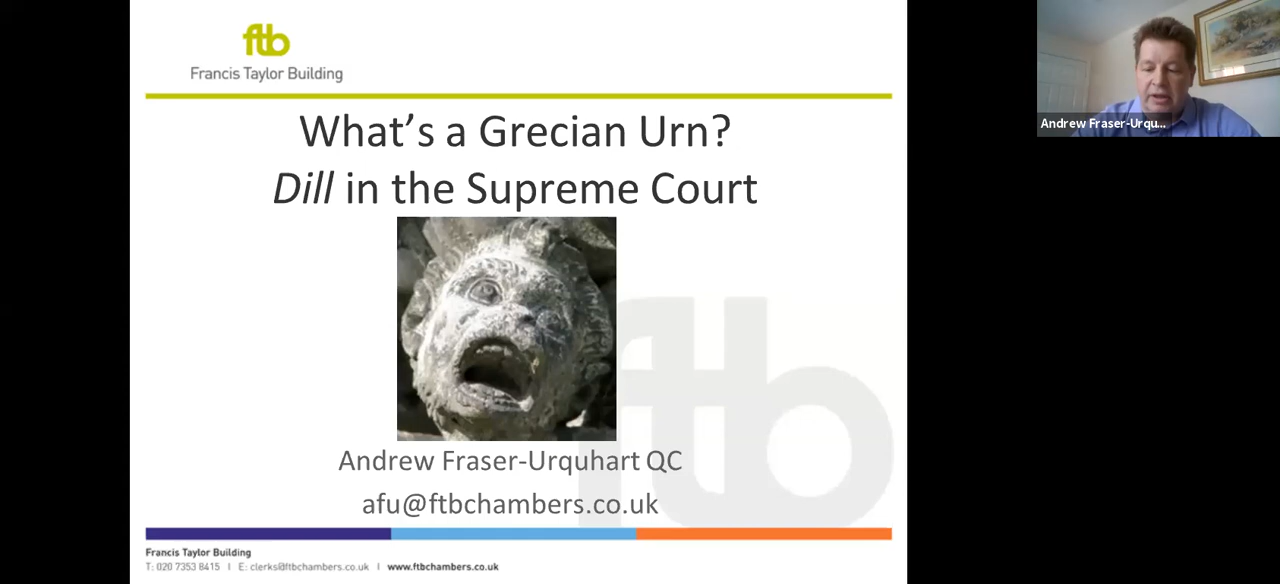 ftb
Francis Taylor Building
What's a Grecian Urn?
Dill in the Supreme Court
ftb
Andrew Fraser-Urquhart QC
afu@ftbchambers.co.uk
Francis Taylor Building
T: 020 7353 8415 | E: clerks@ftbchambers.co.uk | www.ftbchambers.co.uk
Andrew Fraser-Urqu...